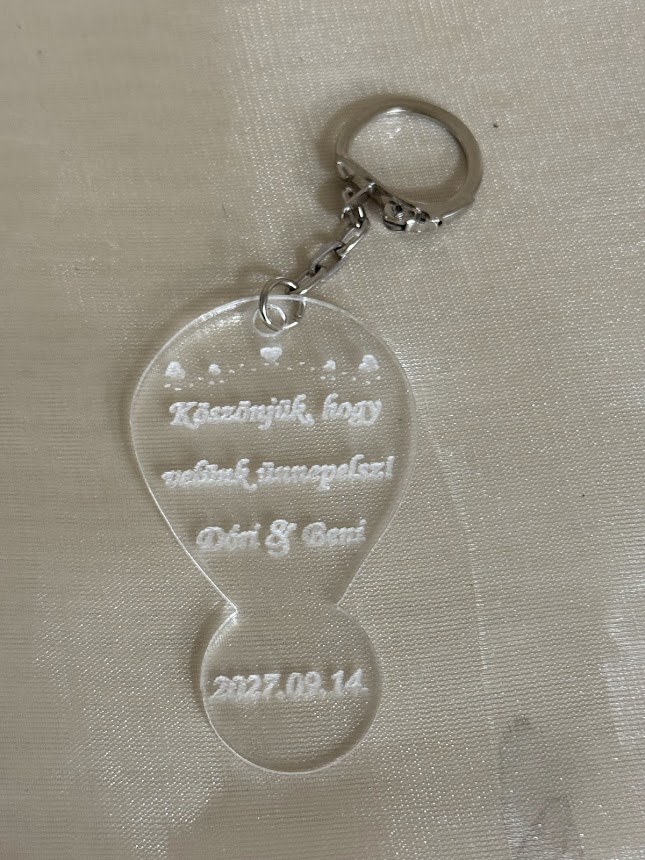 Köszönjük, hogy
velünk ünnepelsz!
Dóri & Beni
2027.09.14.